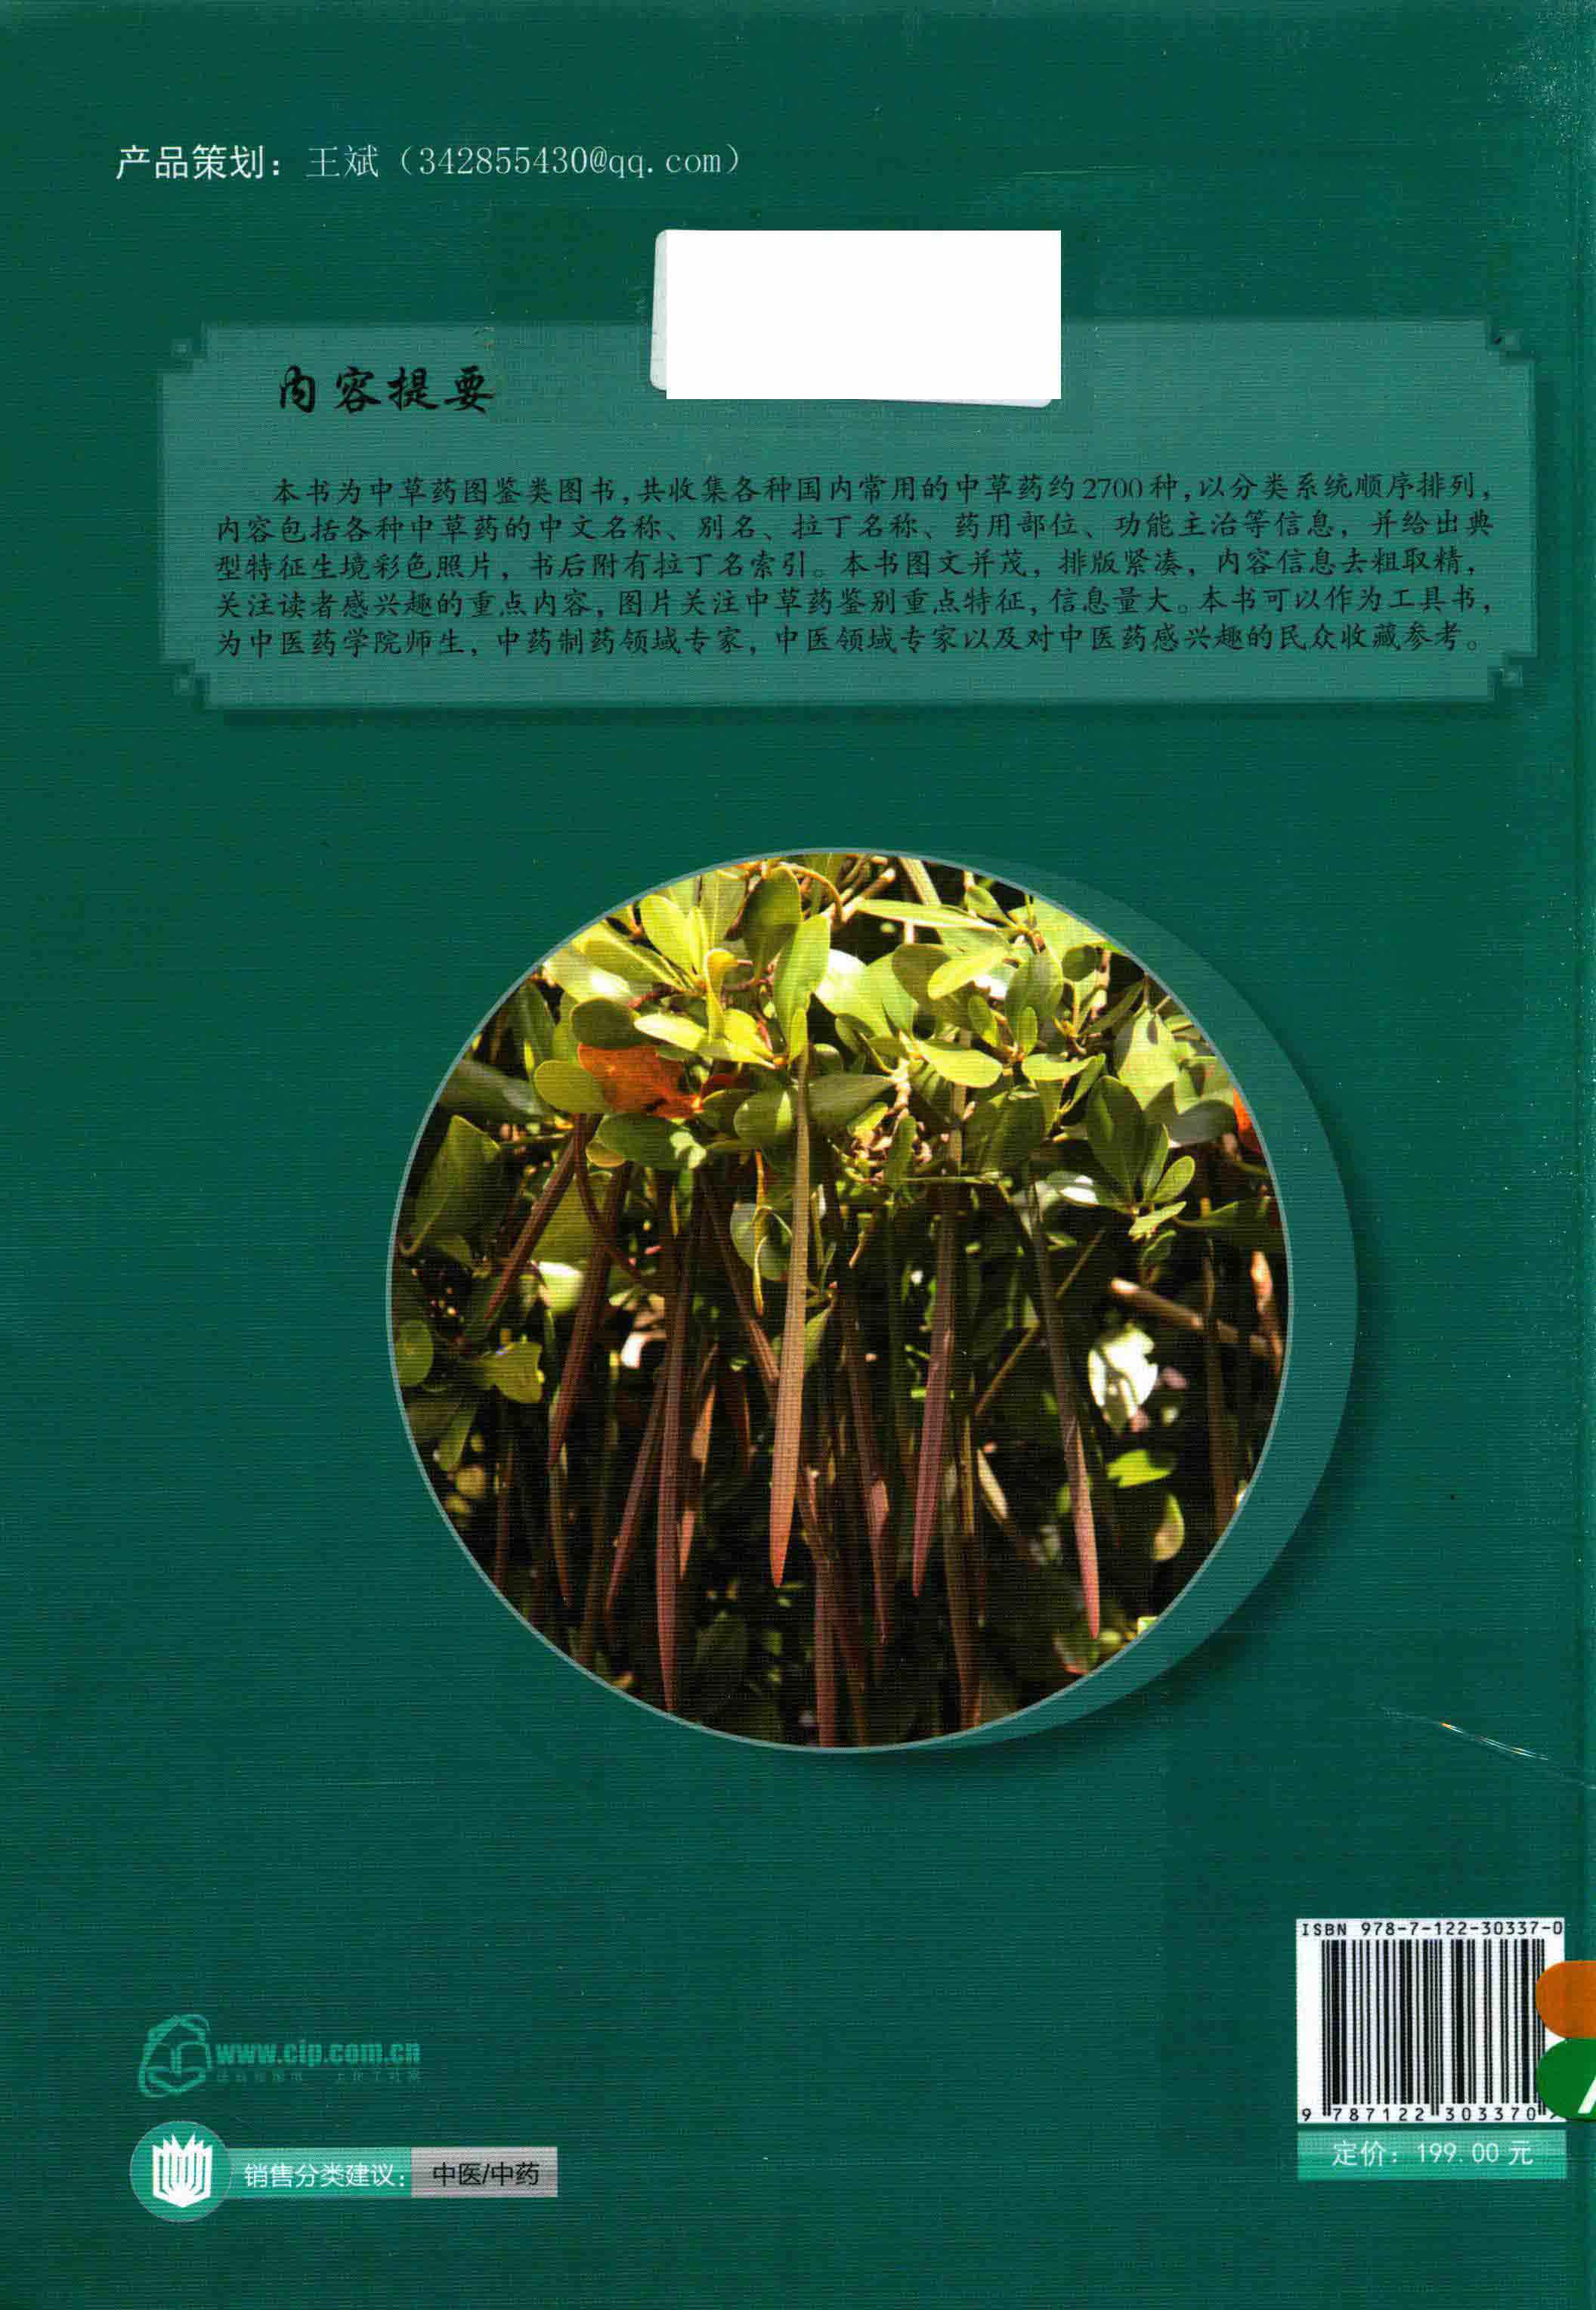 产品策划：王斌（342855430@qq.com）
内容提要
本书为中草药图鉴类图书，共收集各种国内常用的中草药约2700种，以分类系统顺序排列，
内容包括各种中草药的中文名称、别名、拉丁名称、药用部位、功能主治等信息，并给出典
型特征生境彩色照片，书后附有拉丁名索引。本书图文并茂，排版紧凑，内容信息去粗取精，
关注读者感兴趣的重点内容，图片关注中草药鉴别重点特征，信息量大。本书可以作为工具书，
为中医药学院师生，中药制药领域专家，中医领域专家以及对中医药感兴趣的民众收藏参考。
ISBN 978-7-122-30337-0
9 787122 303370
定价：199.00元
www.cip.com.cn
销售分类建议：中医/中药